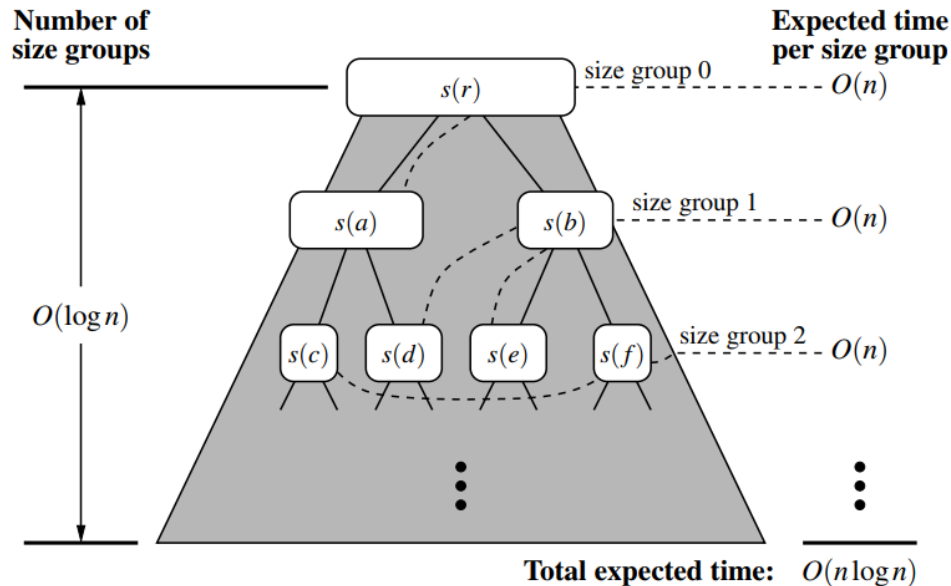 Number of
size groups
Expected time
per size group
s(r)
size group 0
O(n)
s(a)
s(b)
size group 1
O(n)
O(log n)
s(c)
s(d)
s(e)
s(f)
size group 2
O(n)
Total expected time: O(n log n)